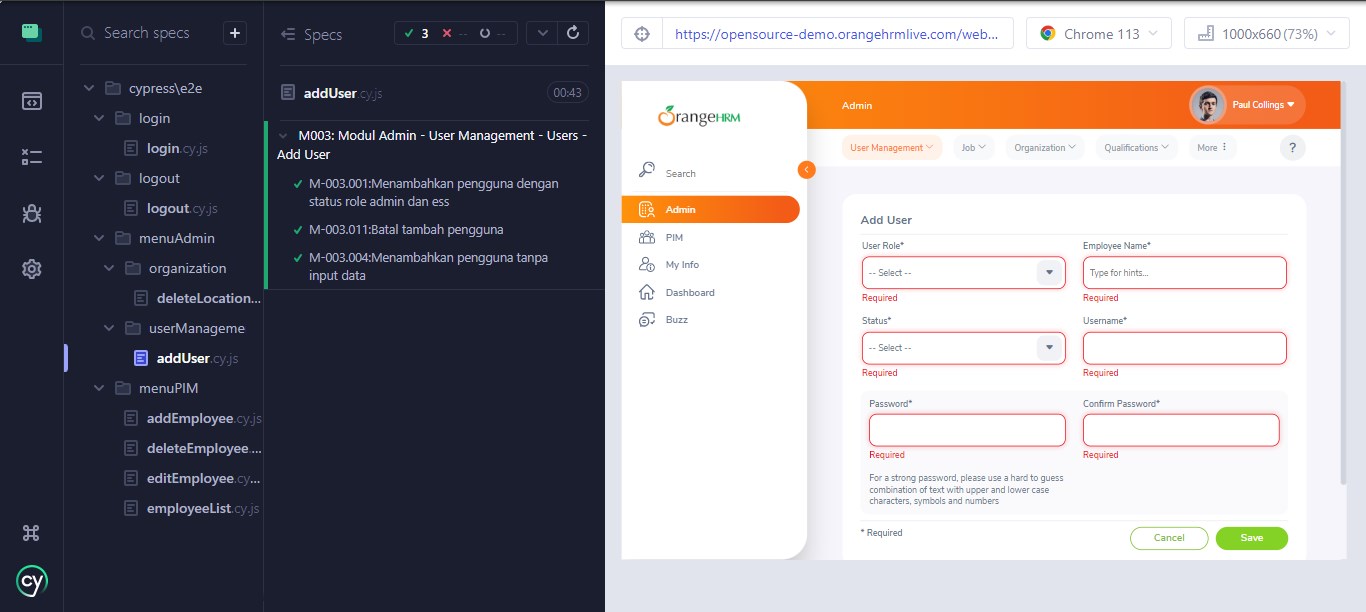 Search specs
+
cypress\e2e
login
login.cy.js
logout
logout.cy.js
menuAdmin
organization
deleteLocation...
userManageme
addUser.cy.js
menuPIM
addEmployee.cy.js
deleteEmployee....
editEmployee.cy...
employeeList.cy.js
cy
Specs
3
--
--
addUser.cy.js
00:43
M003: Modul Admin - User Management - Users -
Add User
M-003.001:Menambahkan pengguna dengan
status role admin dan ess
M-003.011:Batal tambah pengguna
M-003.004:Menambahkan pengguna tanpa
input data
https://opensource-demo.orangehrmlive.com/web...
Chrome 113
1000x660 (73%)
OrangeHRM
Search
Admin
PIM
My Info
Dashboard
Buzz
Admin
Paul Collings
User Management
Job
Organization
Qualifications
More
?
Add User
User Role*
Employee Name*
-- Select --
Type for hints...
Required
Required
Status*
Username*
-- Select --
Required
Required
Password*
Confirm Password*
Required
Required
For a strong password, please use a hard to guess
combination of text with upper and lower case
characters, symbols and numbers
* Required
Cancel
Save